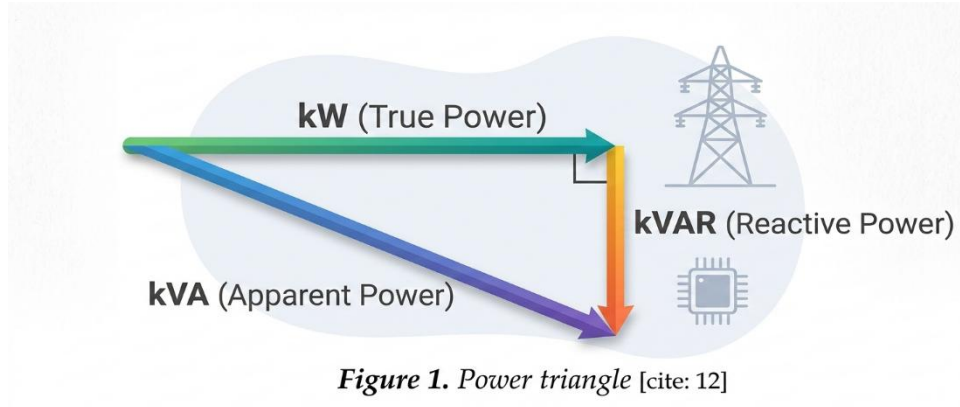 kW (True Power)
kVAR (Reactive Power)
kVA (Apparent Power)
Figure 1. Power triangle [cite: 12]